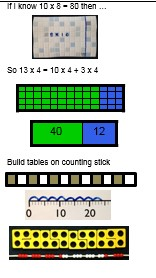 If I know 10 x 8 = 80 then ...
So 13 x 4 = 10 x 4 + 3 x 4
40 12
Build tables on counting stick
0 10 20